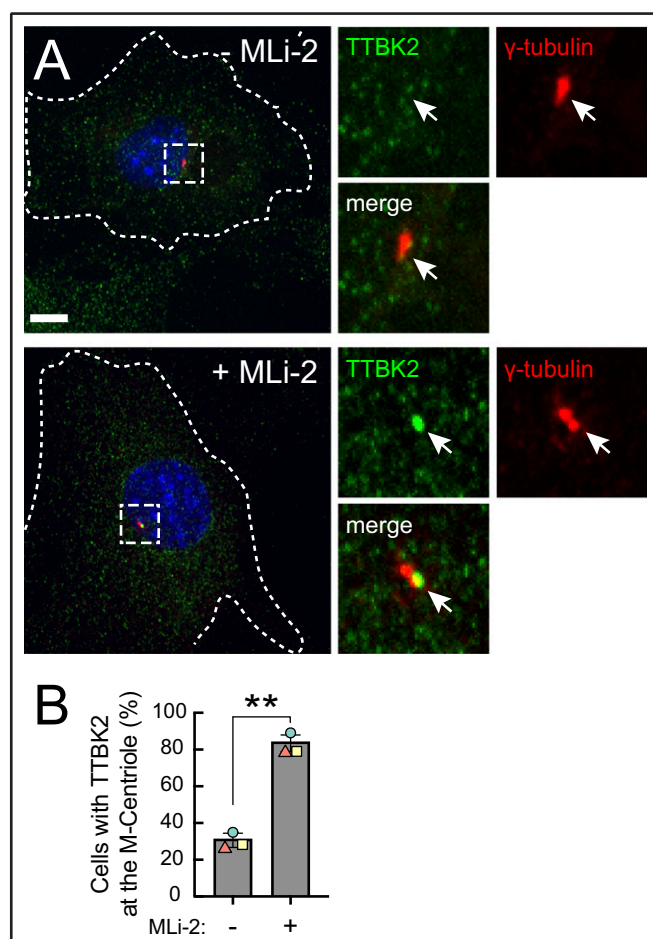 A
- MLi-2
TTBK2
γ-tubulin
merge
+ MLi-2
TTBK2
γ-tubulin
merge
B
**
Cells with TTBK2
at the M-Centriole (%)
100
80
60
40
20
0
MLi-2: - +